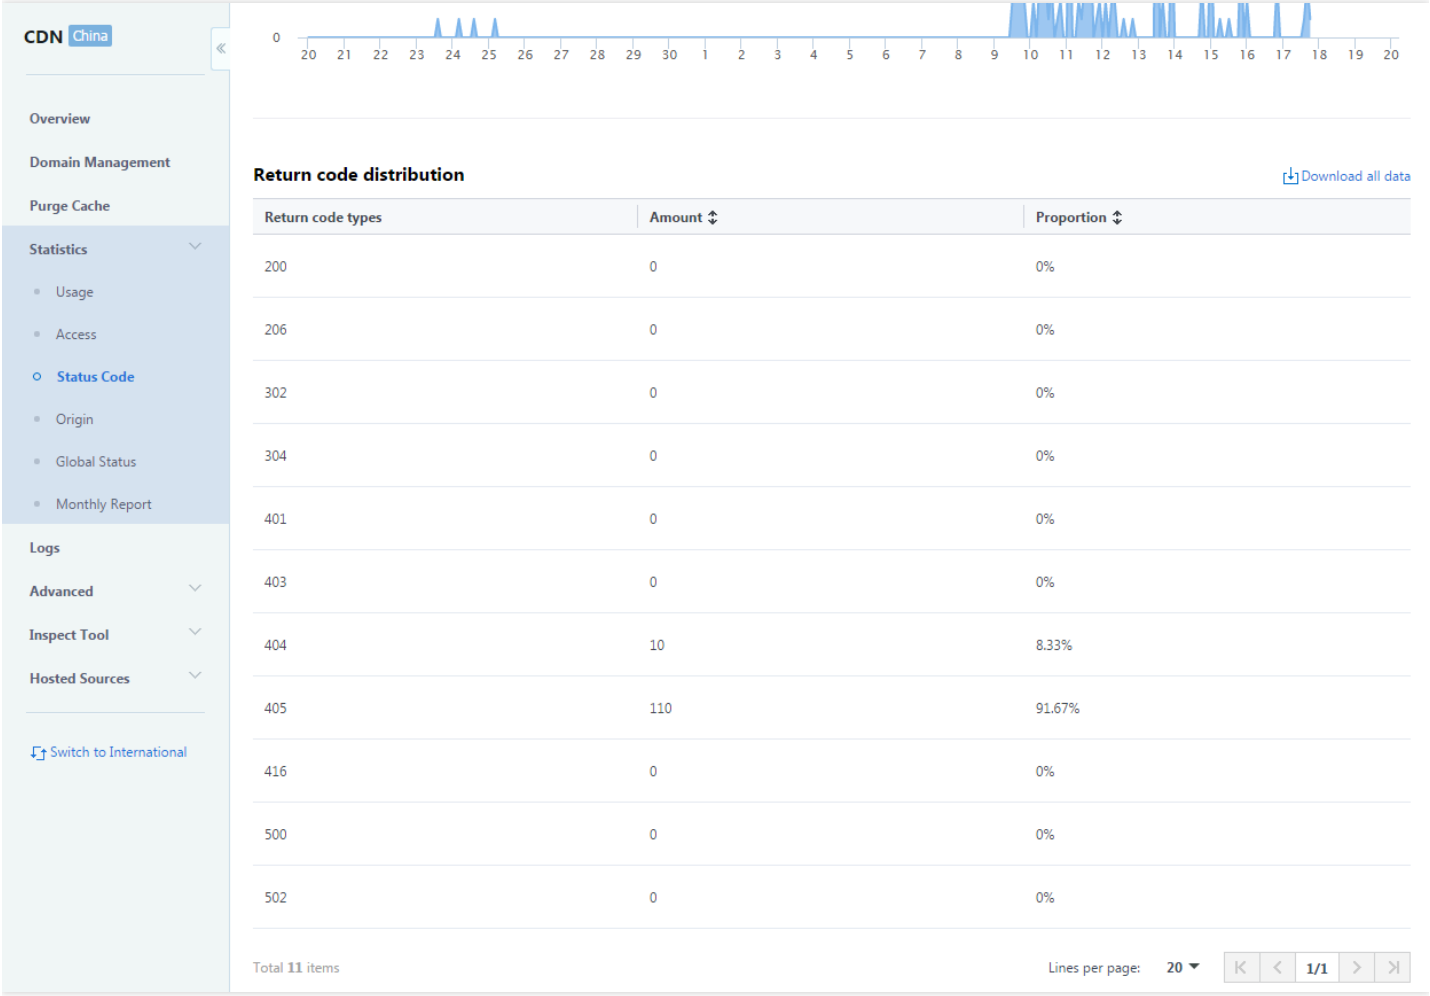 CDN China
0
20 21 22 23 24 25 26 27 28 29 30 1 2 3 4 5 6 7 8 9 10 11 12 13 14 15 16 17 18 19 20
Overview
Domain Management
Purge Cache
Statistics
Usage
Access
Status Code
Origin
Global Status
Monthly Report
Logs
Advanced
Inspect Tool
Hosted Sources
Switch to International
Return code distribution
Download all data
Return code types Amount Proportion
200 0 0%
206 0 0%
302 0 0%
304 0 0%
401 0 0%
403 0 0%
404 10 8.33%
405 110 91.67%
416 0 0%
500 0 0%
502 0 0%
Total 11 items
Lines per page: 20 1/1